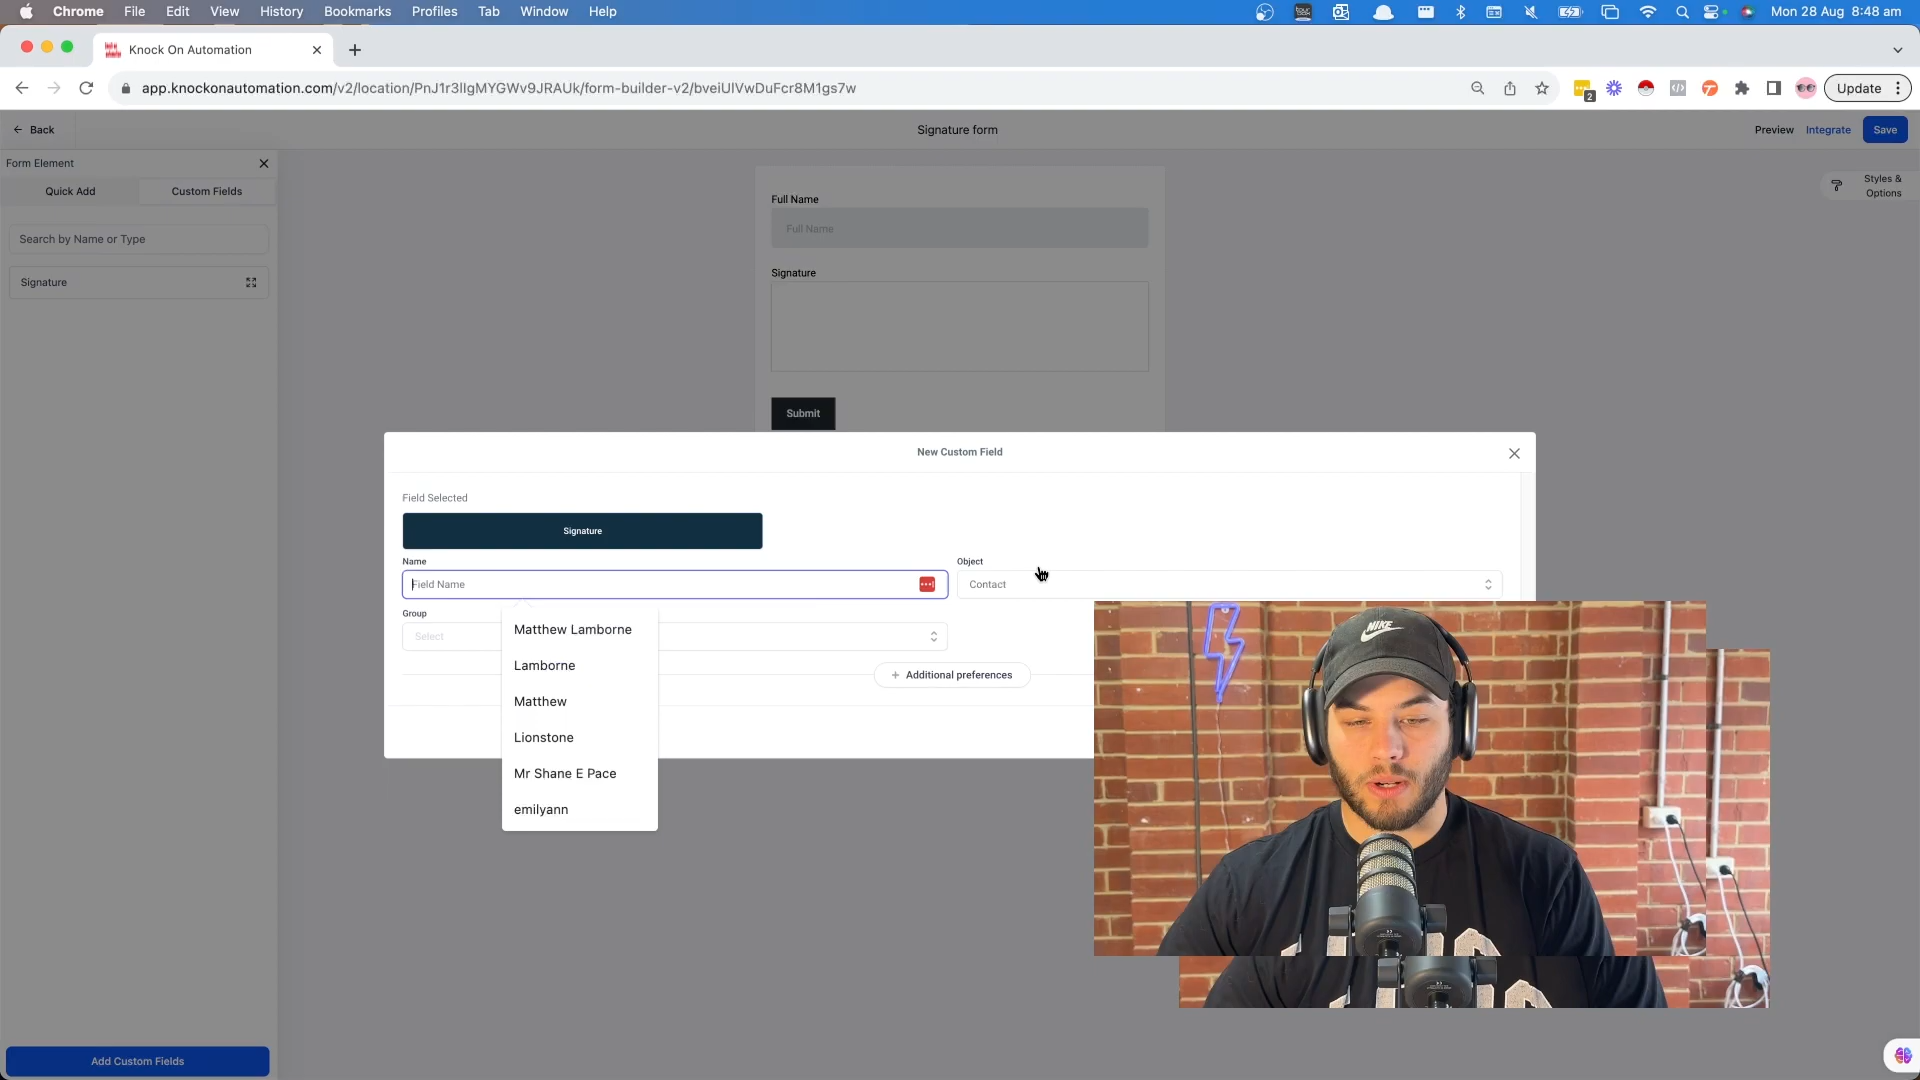 Chrome File Edit View History Bookmarks Profiles Tab Window Help
Mon 28 Aug 8:48 am
Knock On Automation
app.knockonautomation.com/v2/location/PnJ1r3lIgMYGWv9JRAUk/form-builder-v2/bveiUlVwDuFcr8M1gs7w
2
Update
Back
Signature form
Preview Integrate Save
Form Element
Quick Add Custom Fields
Search by Name or Type
Signature
Add Custom Fields
Styles &
Options
Full Name
Full Name
Signature
Submit
New Custom Field
Field Selected
Signature
Name
Object
Field Name
Contact
Group
Select
Additional preferences
Matthew Lamborne
Lamborne
Matthew
Lionstone
Mr Shane E Pace
emilyann
NIKE